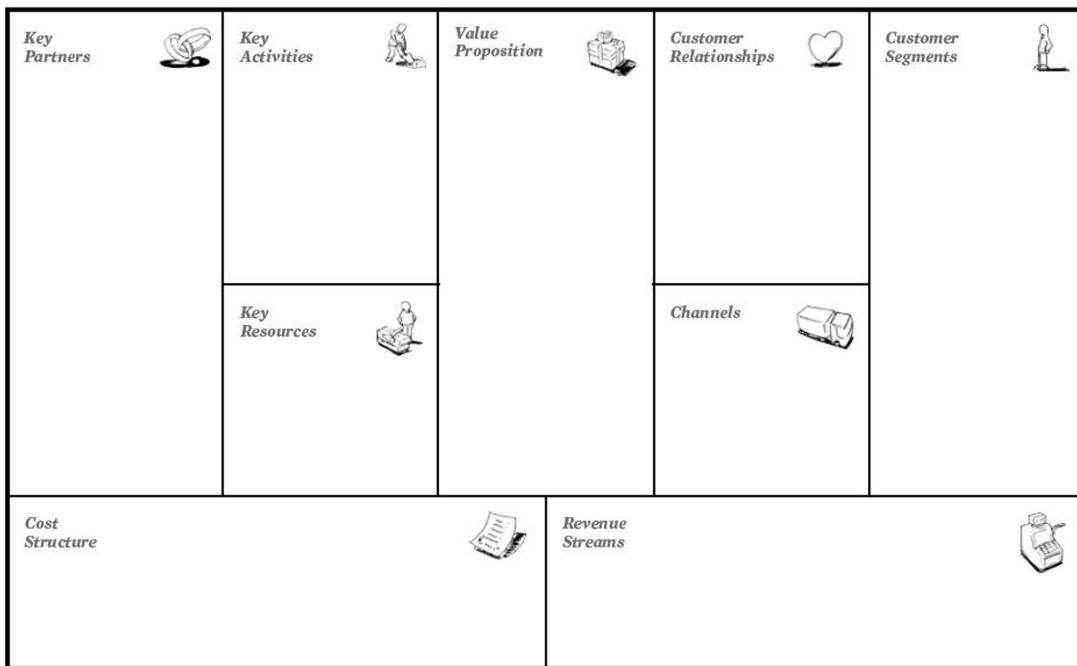 Key
Partners
Key
Activities
Value
Proposition
Customer
Relationships
Customer
Segments
Key
Resources
Channels
Cost
Structure
Revenue
Streams